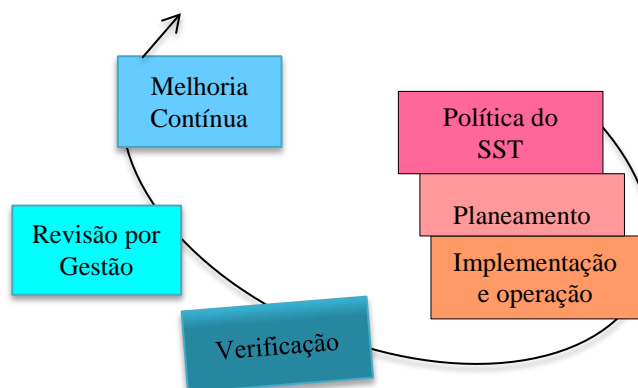 Melhoria
Contínua
Política do
SST
Planeamento
Implementação
e operação
Revisão por
Gestão
Verificação